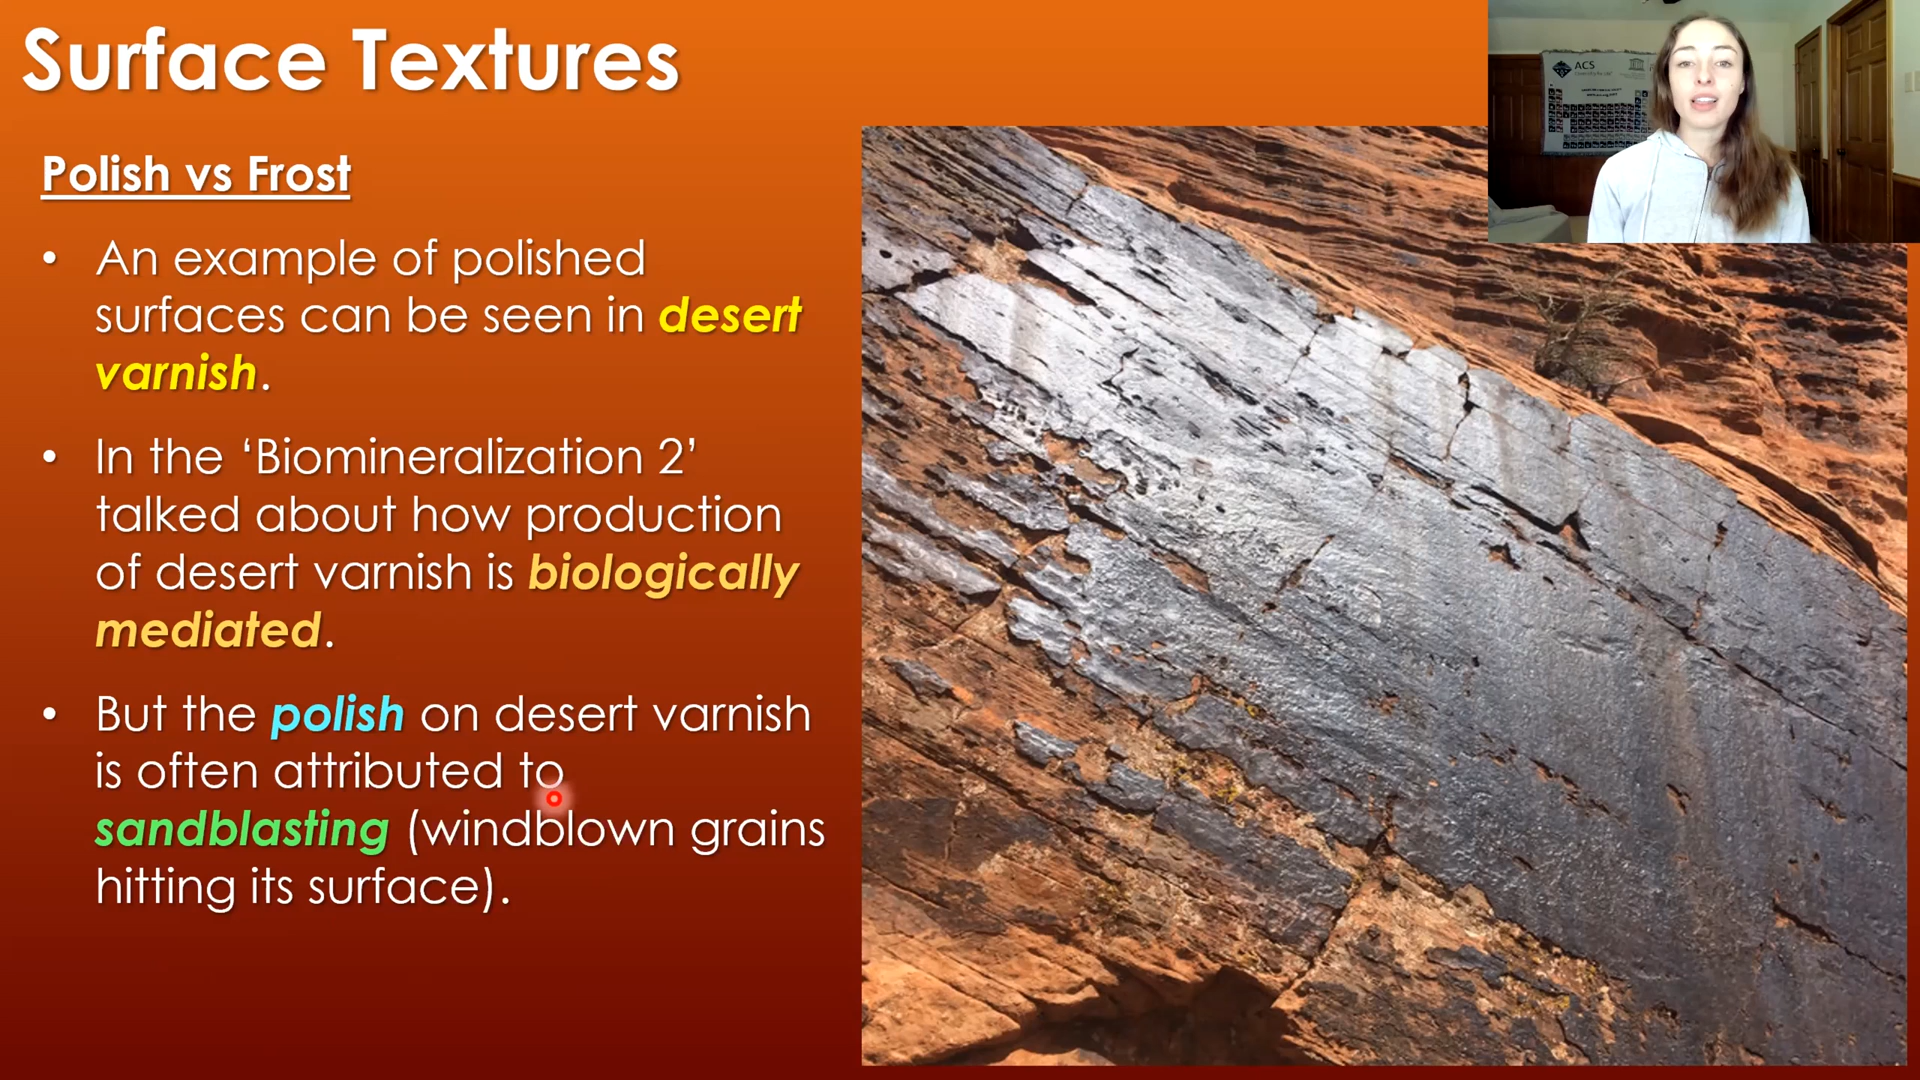 Surface Textures
Polish vs Frost
• An example of polished
surfaces can be seen in desert
varnish.
• In the ‘Biomineralization 2’
talked about how production
of desert varnish is biologically
mediated.
• But the polish on desert varnish
is often attributed to
sandblasting (windblown grains
hitting its surface).
ACS